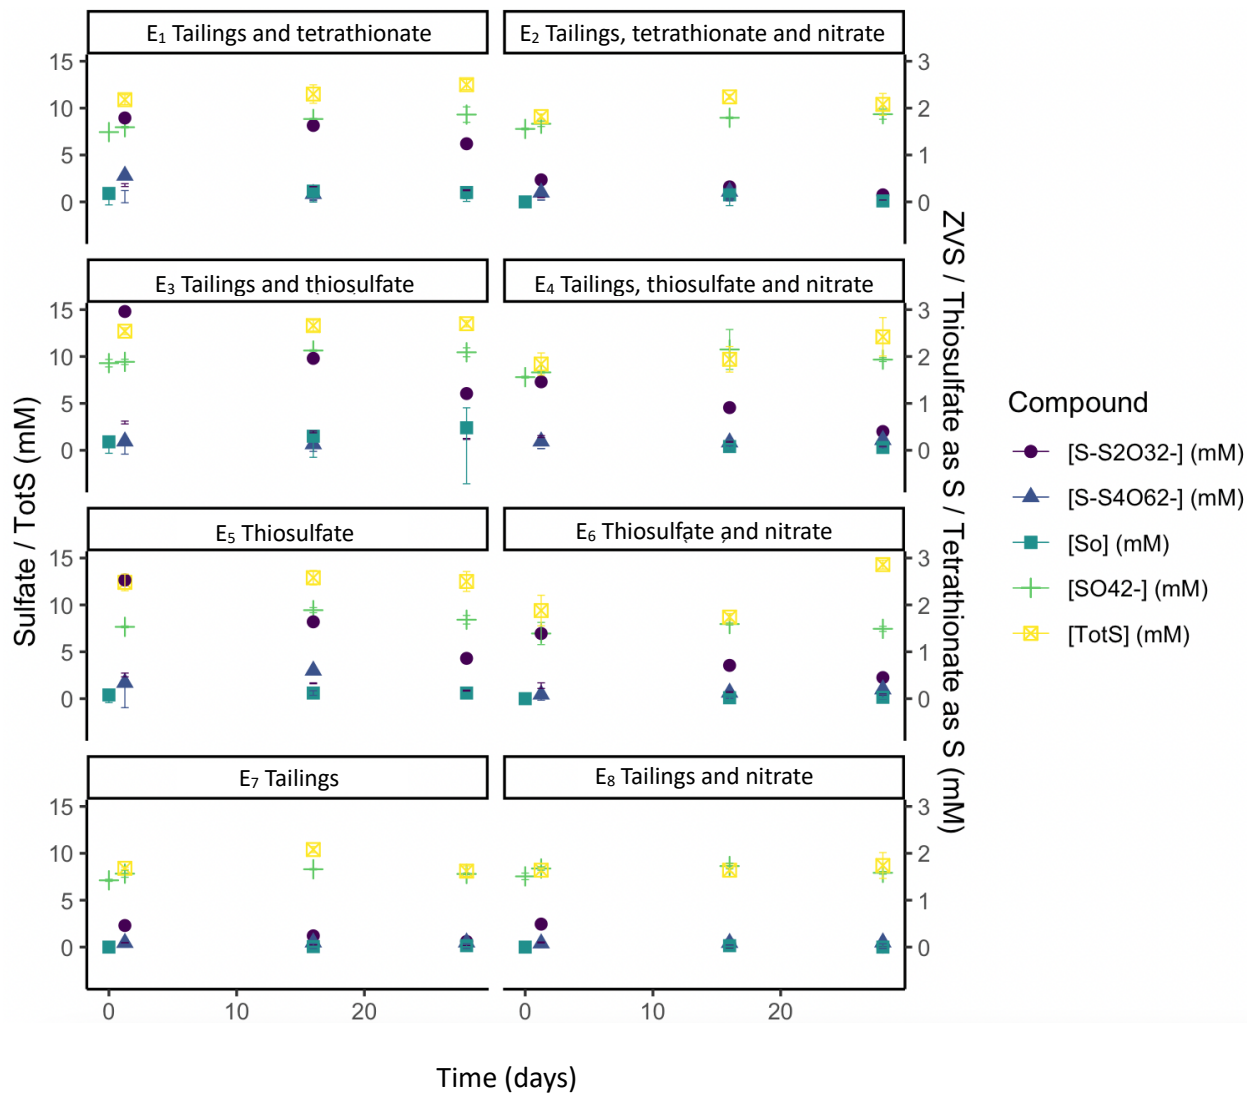 E₁ Tailings and tetrathionate
E₂ Tailings, tetrathionate and nitrate
15
10
5
0
3
2
1
0
E₃ Tailings and thiosulfate
E₄ Tailings, thiosulfate and nitrate
15
10
5
0
3
2
1
0
E₅ Thiosulfate
E₆ Thiosulfate and nitrate
15
10
5
0
3
2
1
0
E₇ Tailings
E₈ Tailings and nitrate
15
10
5
0
3
2
1
0
0
10
20
0
10
20
Time (days)
Sulfate / TotS (mM)
ZVS / Thiosulfate as S / Tetrathionate as S (mM)
Compound
[S-S2O32-] (mM)
[S-S4O62-] (mM)
[So] (mM)
[SO42-] (mM)
[TotS] (mM)